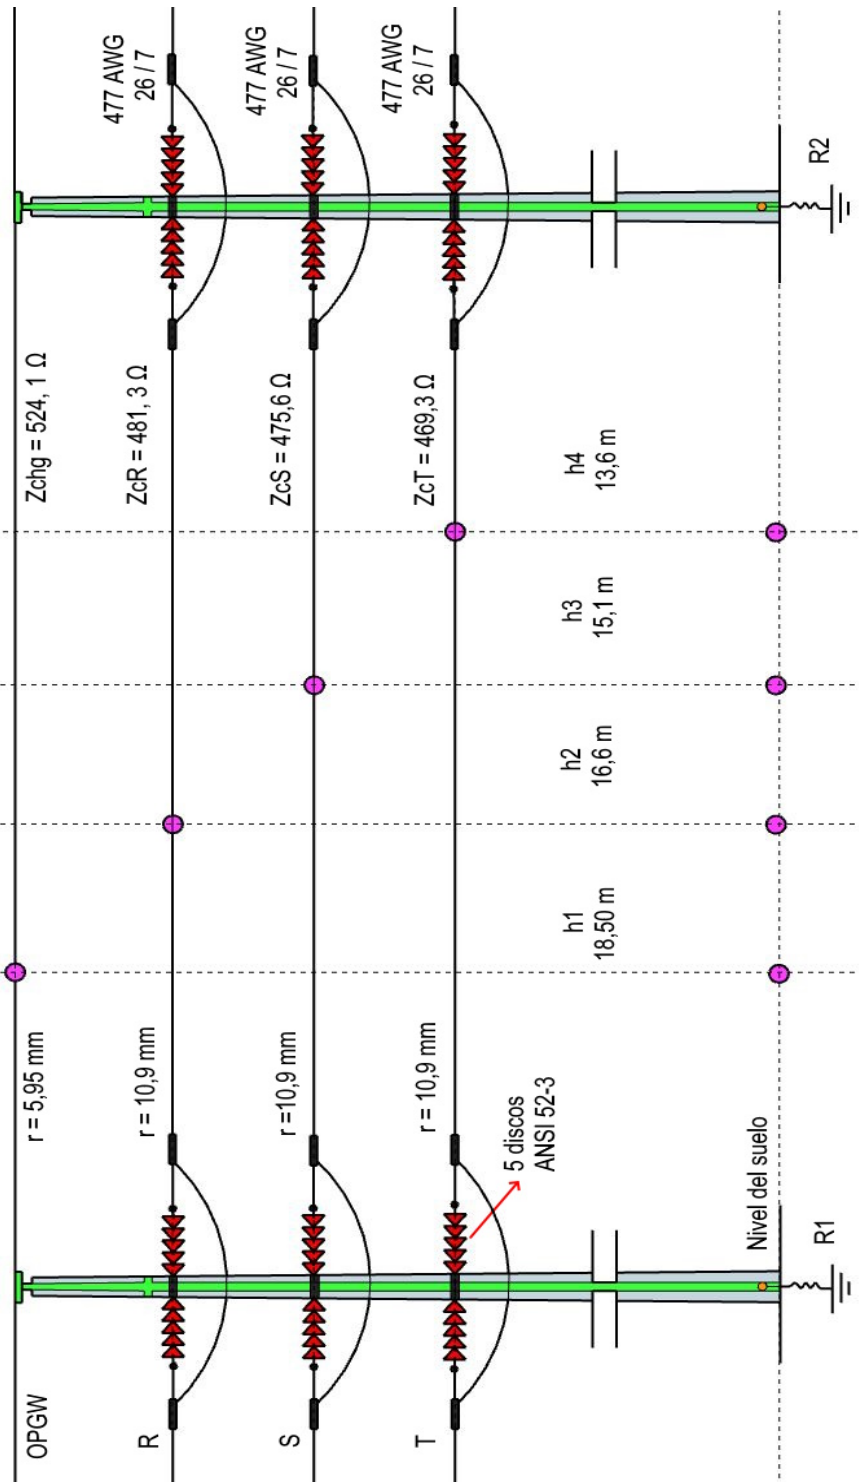 OPGW
r = 5,95 mm
Zchg = 524, 1 Ω
R
r = 10,9 mm
ZcR = 481, 3 Ω
477 AWG
26 / 7
S
r =10,9 mm
ZcS = 475,6 Ω
477 AWG
26 / 7
T
r = 10,9 mm
ZcT = 469,3 Ω
477 AWG
26 / 7
5 discos
ANSI 52-3
h1
18,50 m
h2
16,6 m
h3
15,1 m
h4
13,6 m
Nivel del suelo
R1
R2